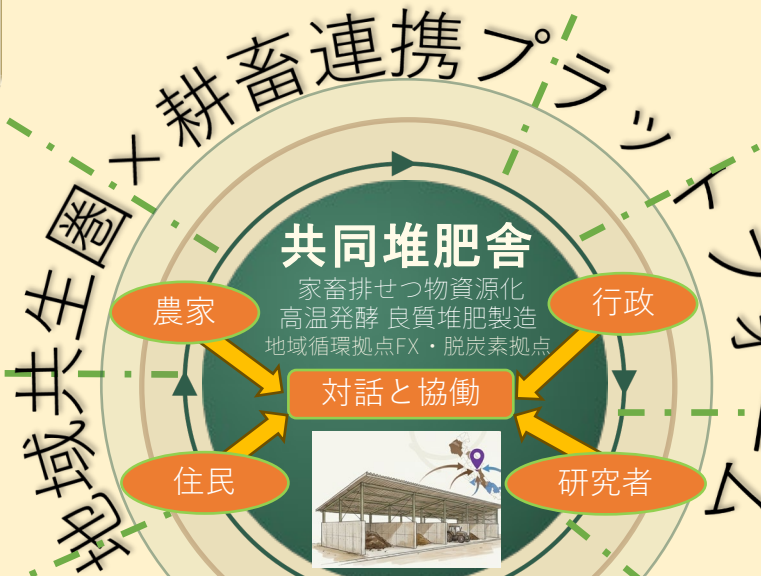 地域共生圏×耕畜連携プラットフォーム
共同堆肥舎
家畜排せつ物資源化
高温発酵 良質堆肥製造
地域循環拠点FX・脱炭素拠点
農家
行政
対話と協働
住民
研究者